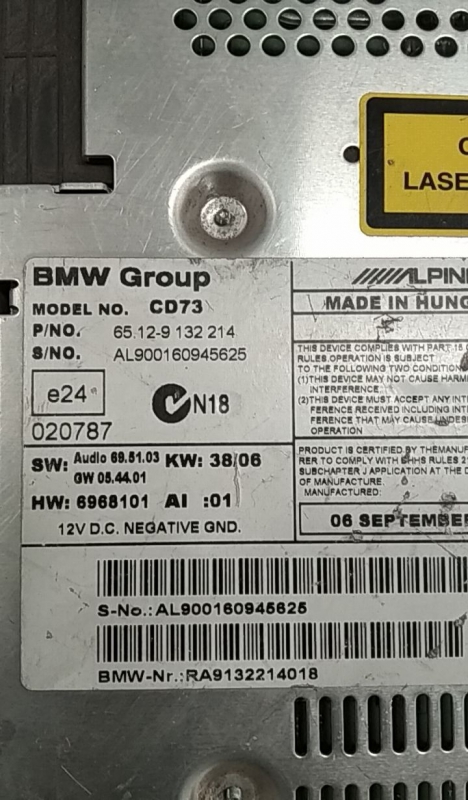 LASE
BMW Group
ALPIN
MODEL NO. CD73
MADE IN HUNG
P/NO. 65.12-9 132 214
S/NO. AL900160945625
THIS DEVICE COMPLIES WITH PART 15
RULES.OPERATION IS SUBJECT
TO THE FOLLOWING TWO CONDITION
(1)THIS DEVICE MAY NOT CAUSE HARM
INTERFERENCE.
(2)THIS DEVICE MUST ACCEPT ANY INT
FERENCE RECEIVED INCLUDING INT
FERENCE THAT MAY CAUSE UNDES
OPERATION
e24
N18
020787
SW: Audio 69.51.03 KW: 38/06
GW 05.44.01
HW: 6968101 AI :01
12V D.C. NEGATIVE GND.
PRODUCT IS CERTIFIED BY THEMANUF
RER TO COMPLY WITH DHHS RULES 2
SUBCHAPTER J APPLICATION AT THE D
OF MANUFACTURE.
MANUFACTURED:
06 SEPTEMBE
S-No.:AL900160945625
BMW-Nr.:RA9132214018